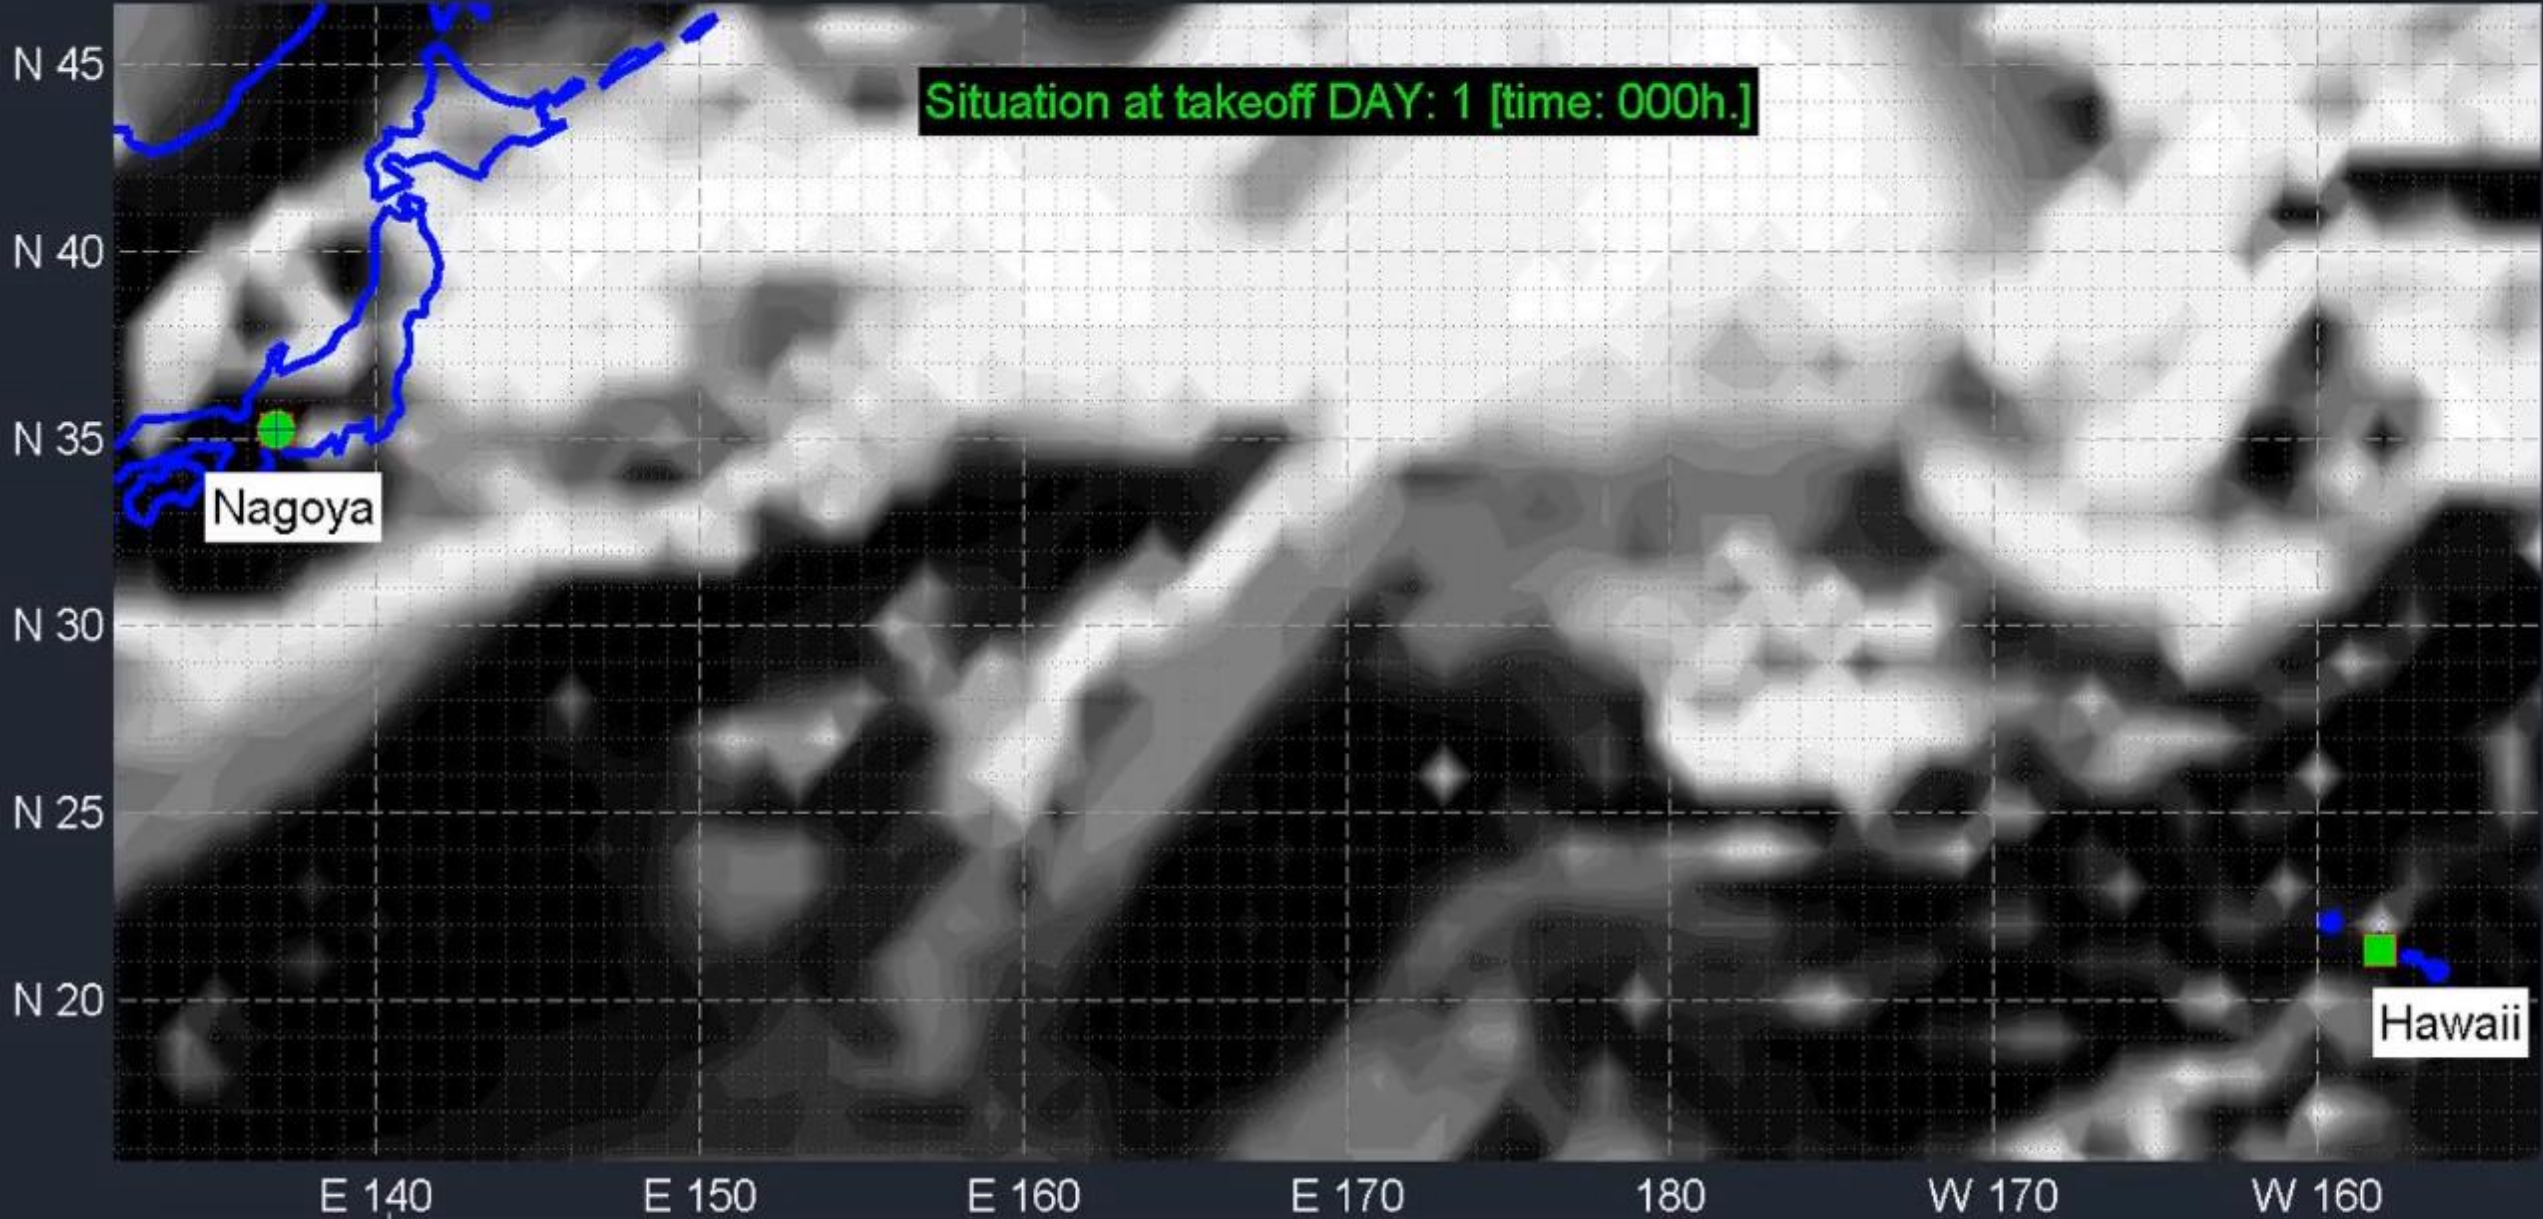 N 45
Situation at takeoff DAY: 1 [time: 000h.]
N 40
N 35
Nagoya
N 30
N 25
N 20
Hawaii
E 140 E 150 E 160 E 170 180 W 170 W 160